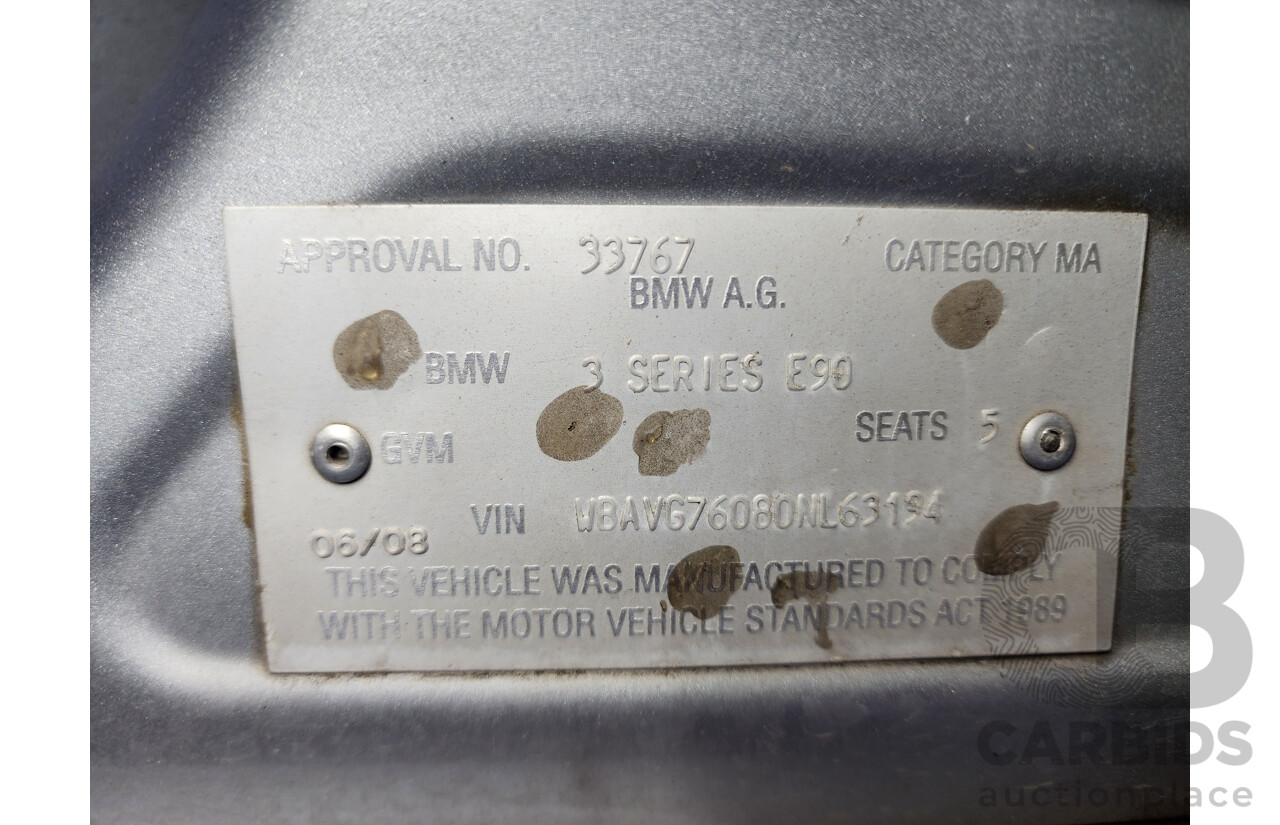 APPROVAL NO. 33767 CATEGORY MA
BMW A.G.
BMW 3 SERIES E90
SEATS 5
GVM
VIN WBAVG76080NL63194
06/08
THIS VEHICLE WAS MANUFACTURED TO COMPLY
WITH THE MOTOR VEHICLE STANDARDS ACT 1989
CB
CARBIDS
auctionplace